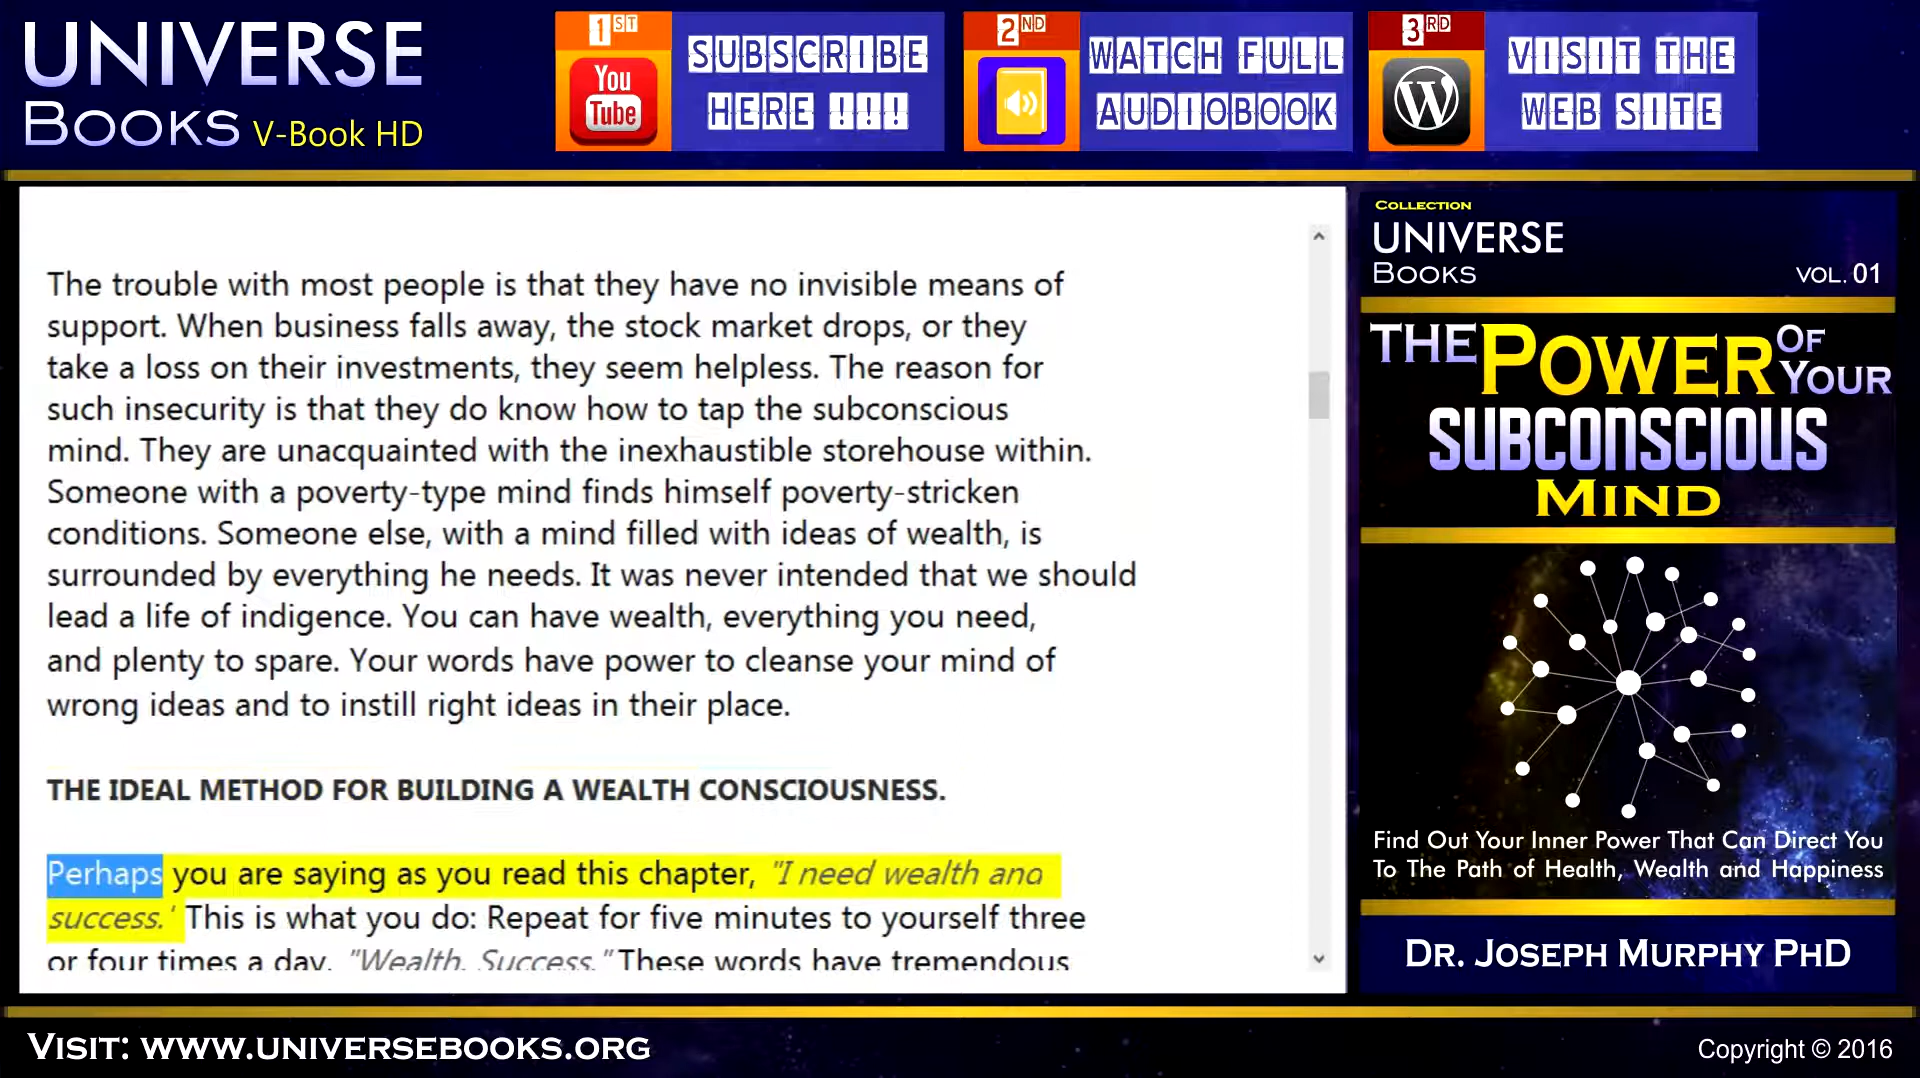 UNIVERSE
BOOKS V-Book HD
1ST
You
Tube
SUBSCRIBE
HERE !!!
2ND
WATCH FULL
AUDIOBOOK
3RD
W
VISIT THE
WEB SITE
The trouble with most people is that they have no invisible means of
support. When business falls away, the stock market drops, or they
take a loss on their investments, they seem helpless. The reason for
such insecurity is that they do know how to tap the subconscious
mind. They are unacquainted with the inexhaustible storehouse within.
Someone with a poverty-type mind finds himself poverty-stricken
conditions. Someone else, with a mind filled with ideas of wealth, is
surrounded by everything he needs. It was never intended that we should
lead a life of indigence. You can have wealth, everything you need,
and plenty to spare. Your words have power to cleanse your mind of
wrong ideas and to instill right ideas in their place.
THE IDEAL METHOD FOR BUILDING A WEALTH CONSCIOUSNESS.
Perhaps you are saying as you read this chapter, "I need wealth and
success.' This is what you do: Repeat for five minutes to yourself three
or four times a day, "Wealth, Success." These words have tremendous
COLLECTION
UNIVERSE
BOOKS
VOL. 01
THE POWER OF
YOUR
SUBCONSCIOUS
MIND
Find Out Your Inner Power That Can Direct You
To The Path of Health, Wealth and Happiness
DR. JOSEPH MURPHY PHD
VISIT: WWW.UNIVERSEBOOKS.ORG
Copyright © 2016